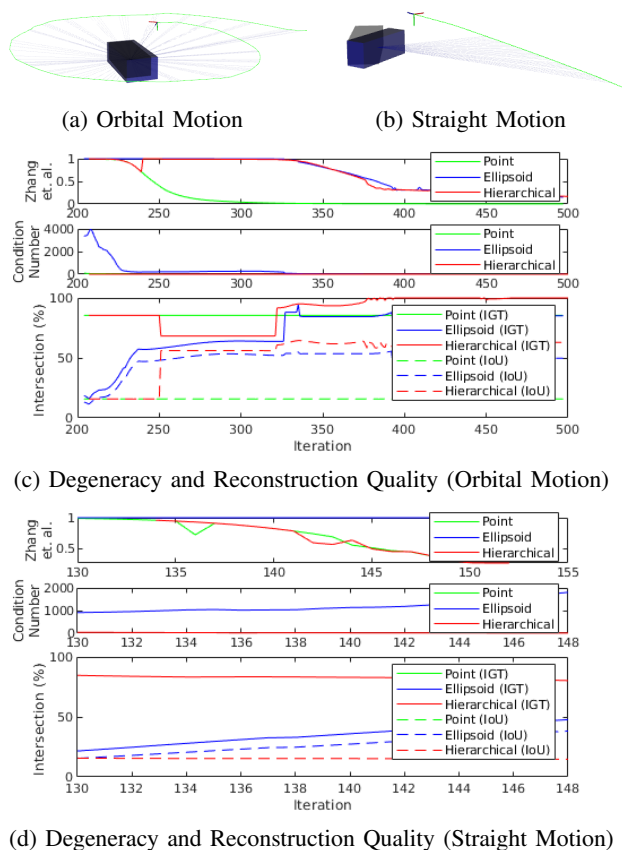 (a) Orbital Motion
(b) Straight Motion
Zhang
et. al.
1
0.5
0
Point
Ellipsoid
Hierarchical
200 250 300 350 400 450 500
Condition
Number
4000
2000
0
Point
Ellipsoid
Hierarchical
200 250 300 350 400 450 500
Intersection (%)
100
50
0
Point (IGT)
Ellipsoid (IGT)
Hierarchical (IGT)
Point (IoU)
Ellipsoid (IoU)
Hierarchical (IoU)
200 250 300 350 400 450 500
Iteration
(c) Degeneracy and Reconstruction Quality (Orbital Motion)
Zhang
et. al.
1
0.5
Point
Ellipsoid
Hierarchical
130 135 140 145 150 155
Condition
Number
2000
1000
0
Point
Ellipsoid
Hierarchical
130 132 134 136 138 140 142 144 146 148
Intersection (%)
100
50
0
Point (IGT)
Ellipsoid (IGT)
Hierarchical (IGT)
Point (IoU)
Ellipsoid (IoU)
Hierarchical (IoU)
130 132 134 136 138 140 142 144 146 148
Iteration
(d) Degeneracy and Reconstruction Quality (Straight Motion)